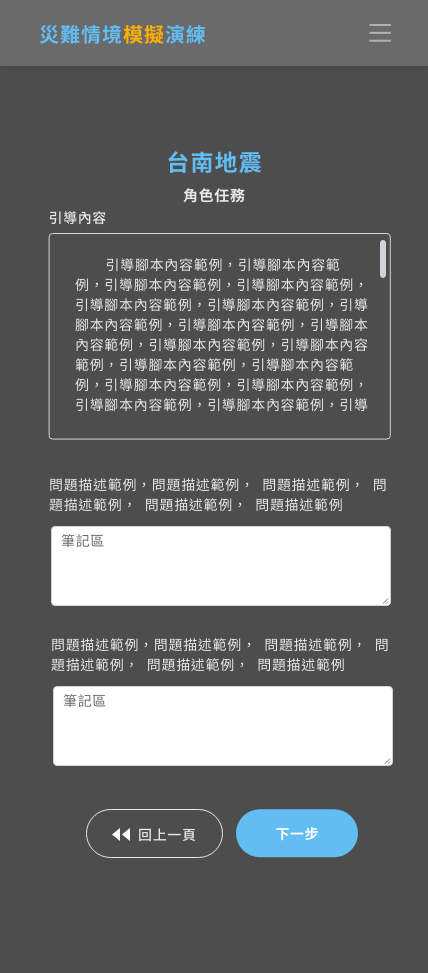 災難情境模擬演練
台南地震
角色任務
引導內容
引導腳本內容範例，引導腳本內容範
例，引導腳本內容範例，引導腳本內容範例，
引導腳本內容範例，引導腳本內容範例，引導
腳本內容範例，引導腳本內容範例，引導腳本
內容範例，引導腳本內容範例，引導腳本內容
範例，引導腳本內容範例，引導腳本內容範
例，引導腳本內容範例，引導腳本內容範例，
引導腳本內容範例，引導腳本內容範例，引導
問題描述範例，問題描述範例， 問題描述範例， 問
題描述範例， 問題描述範例， 問題描述範例
筆記區
問題描述範例，問題描述範例， 問題描述範例， 問
題描述範例， 問題描述範例， 問題描述範例
筆記區
回上一頁
下一步